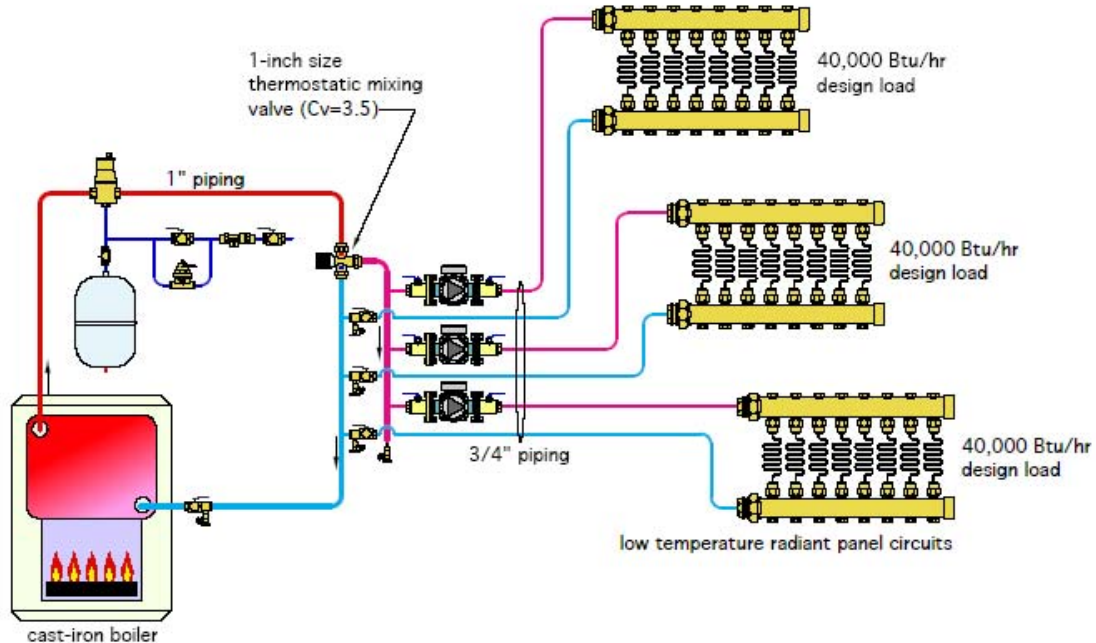 1-inch size
thermostatic mixing
valve (Cv=3.5)
40,000 Btu/hr
design load
1" piping
40,000 Btu/hr
design load
40,000 Btu/hr
design load
3/4" piping
low temperature radiant panel circuits
cast-iron boiler